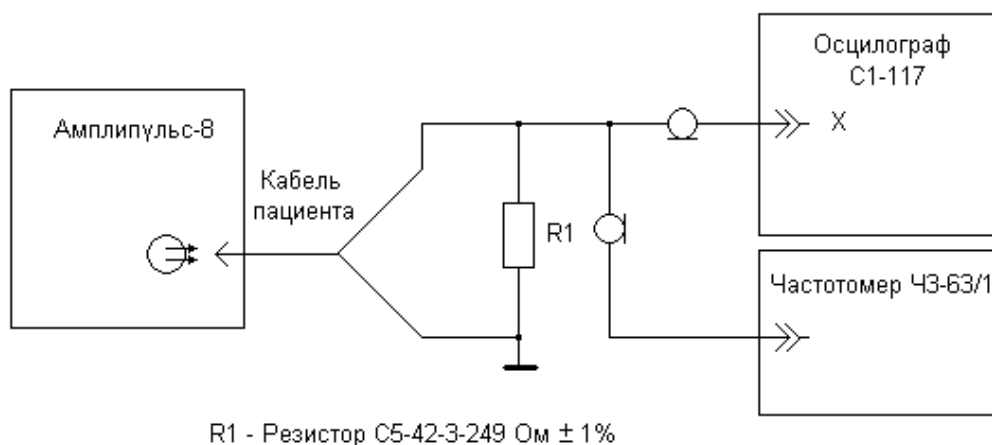 Осцилограф
С1-117
Х
Амплипульс-8
Кабель
пациента
R1
Частотомер ЧЗ-63/1
R1 - Резистор С5-42-3-249 Ом ± 1%